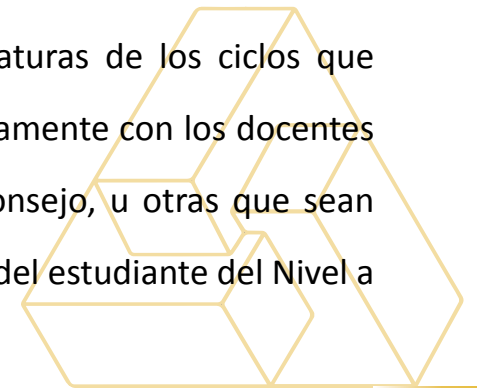 aturas de los ciclos que
amente con los docentes
onsejo, u otras que sean
del estudiante del Nivel a